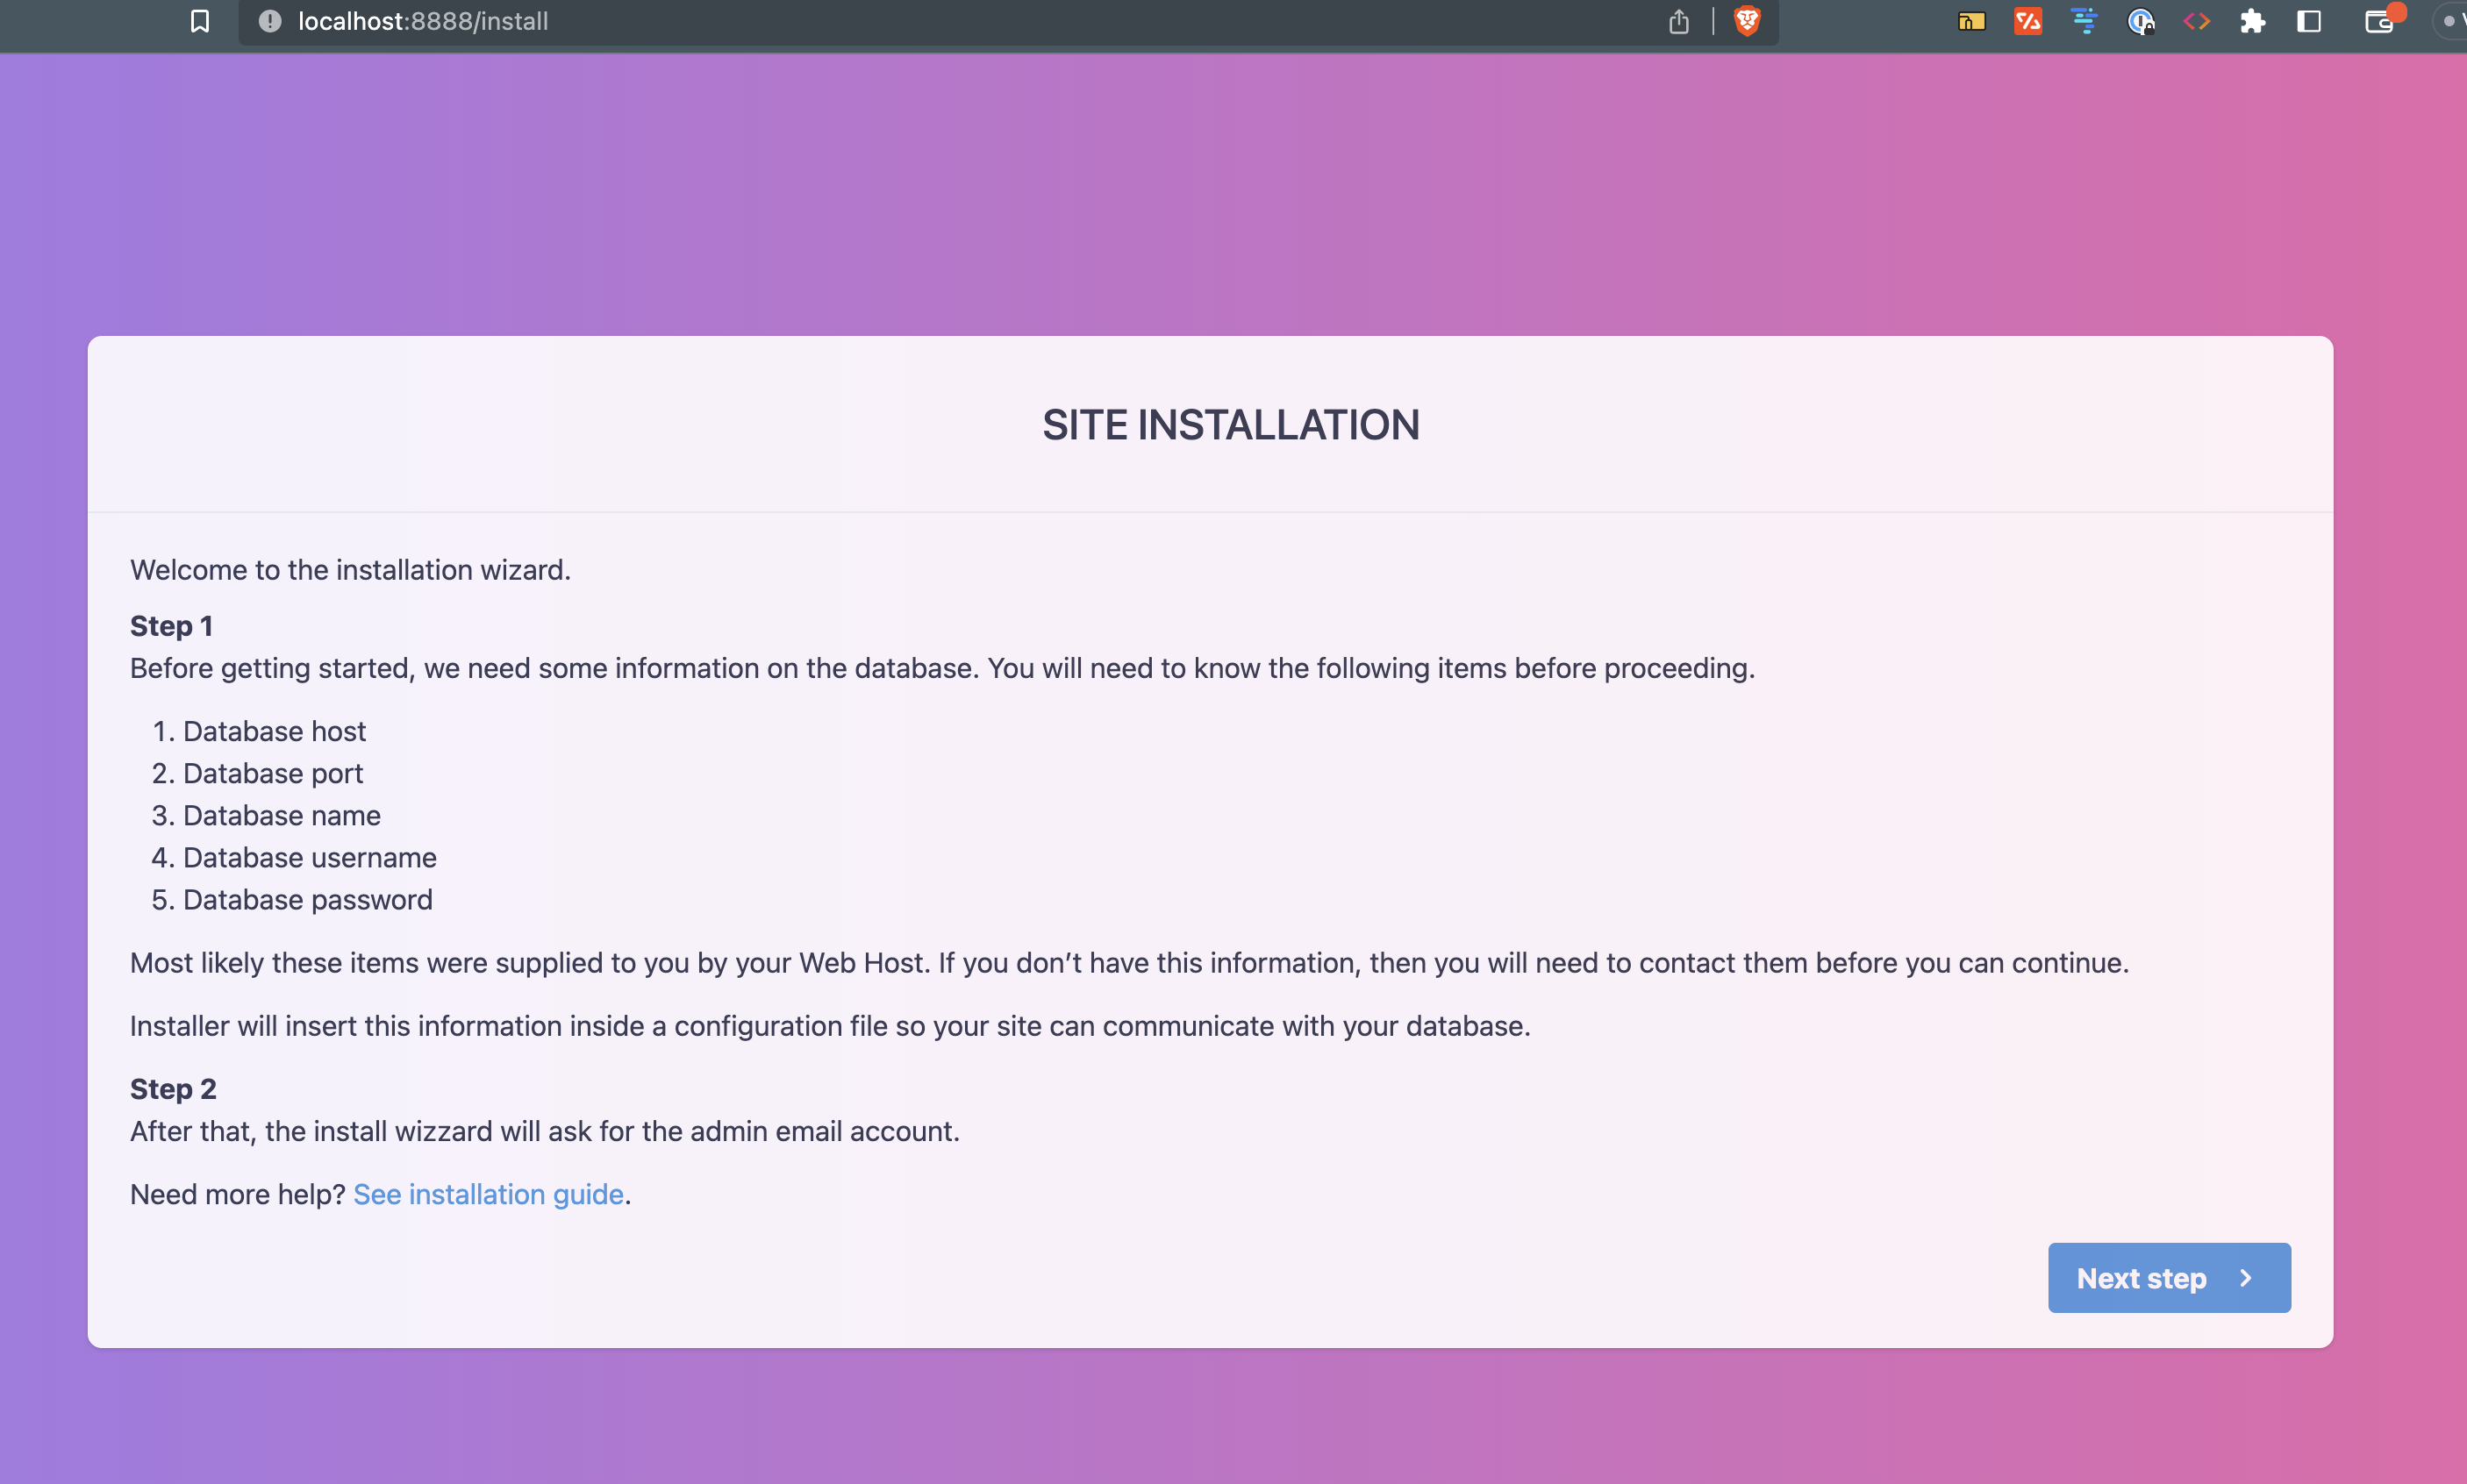 localhost:8888/install
SITE INSTALLATION
Welcome to the installation wizard.
Step 1
Before getting started, we need some information on the database. You will need to know the following items before proceeding.
1. Database host
2. Database port
3. Database name
4. Database username
5. Database password
Most likely these items were supplied to you by your Web Host. If you don’t have this information, then you will need to contact them before you can continue.
Installer will insert this information inside a configuration file so your site can communicate with your database.
Step 2
After that, the install wizzard will ask for the admin email account.
Need more help? See installation guide.
Next step